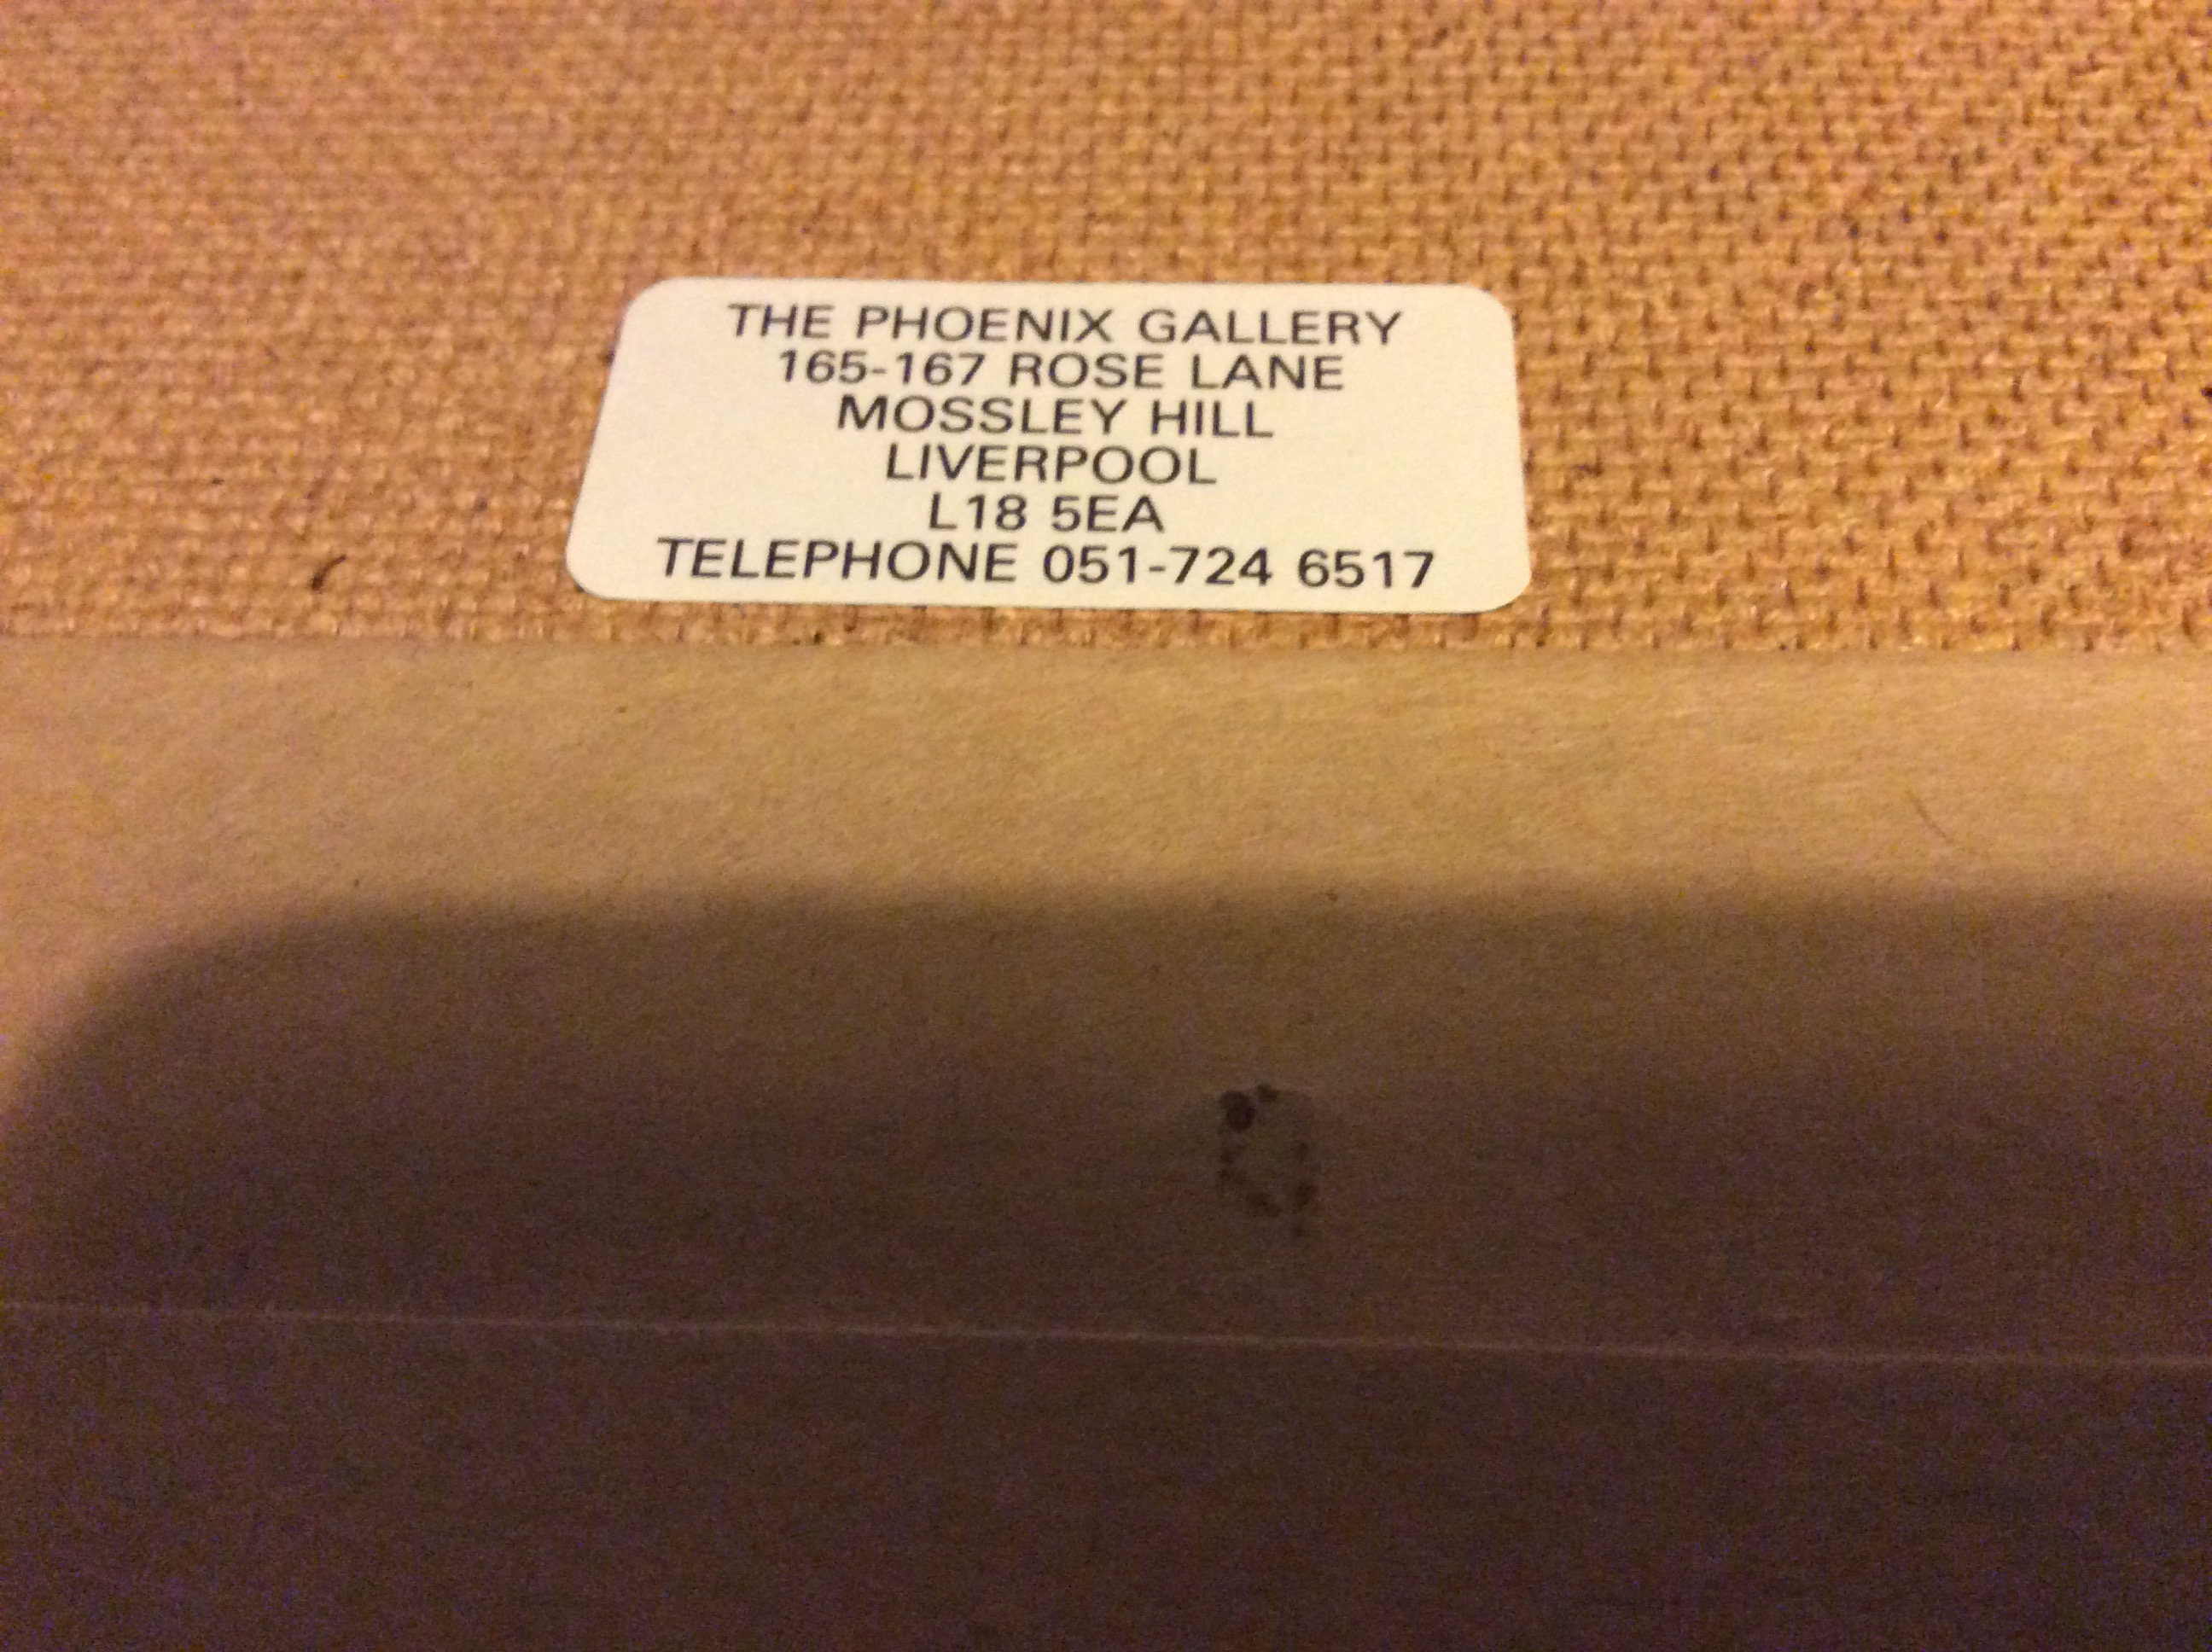 THE PHOENIX GALLERY
165-167 ROSE LANE
MOSSLEY HILL
LIVERPOOL
L18 5EA
TELEPHONE 051-724 6517